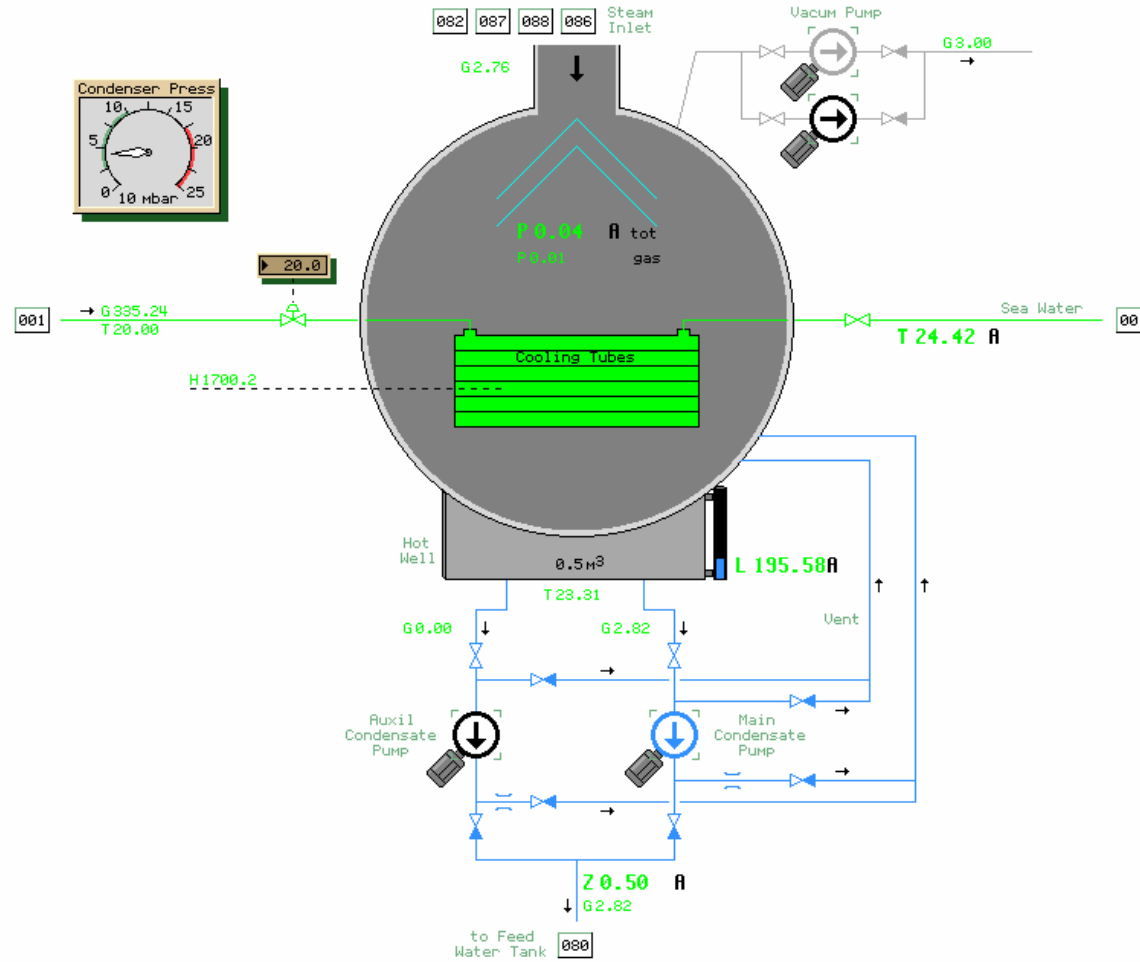 082 087 088 086 Steam
Inlet
Vacum Pump
G2.76
G3.00
Condenser Press
10 15
5 20
0 10 mbar 25
P 0.04 A tot
P0.01 gas
20.0
001
G335.24
T20.00
Sea Water
00
T 24.42 A
Cooling Tubes
H1700.2
Hot
Well
0.5m³
L 195.58A
T23.31
G0.00
G2.82
Vent
Auxil
Condensate
Pump
Main
Condensate
Pump
Z 0.50 A
G2.82
to Feed
Water Tank
080